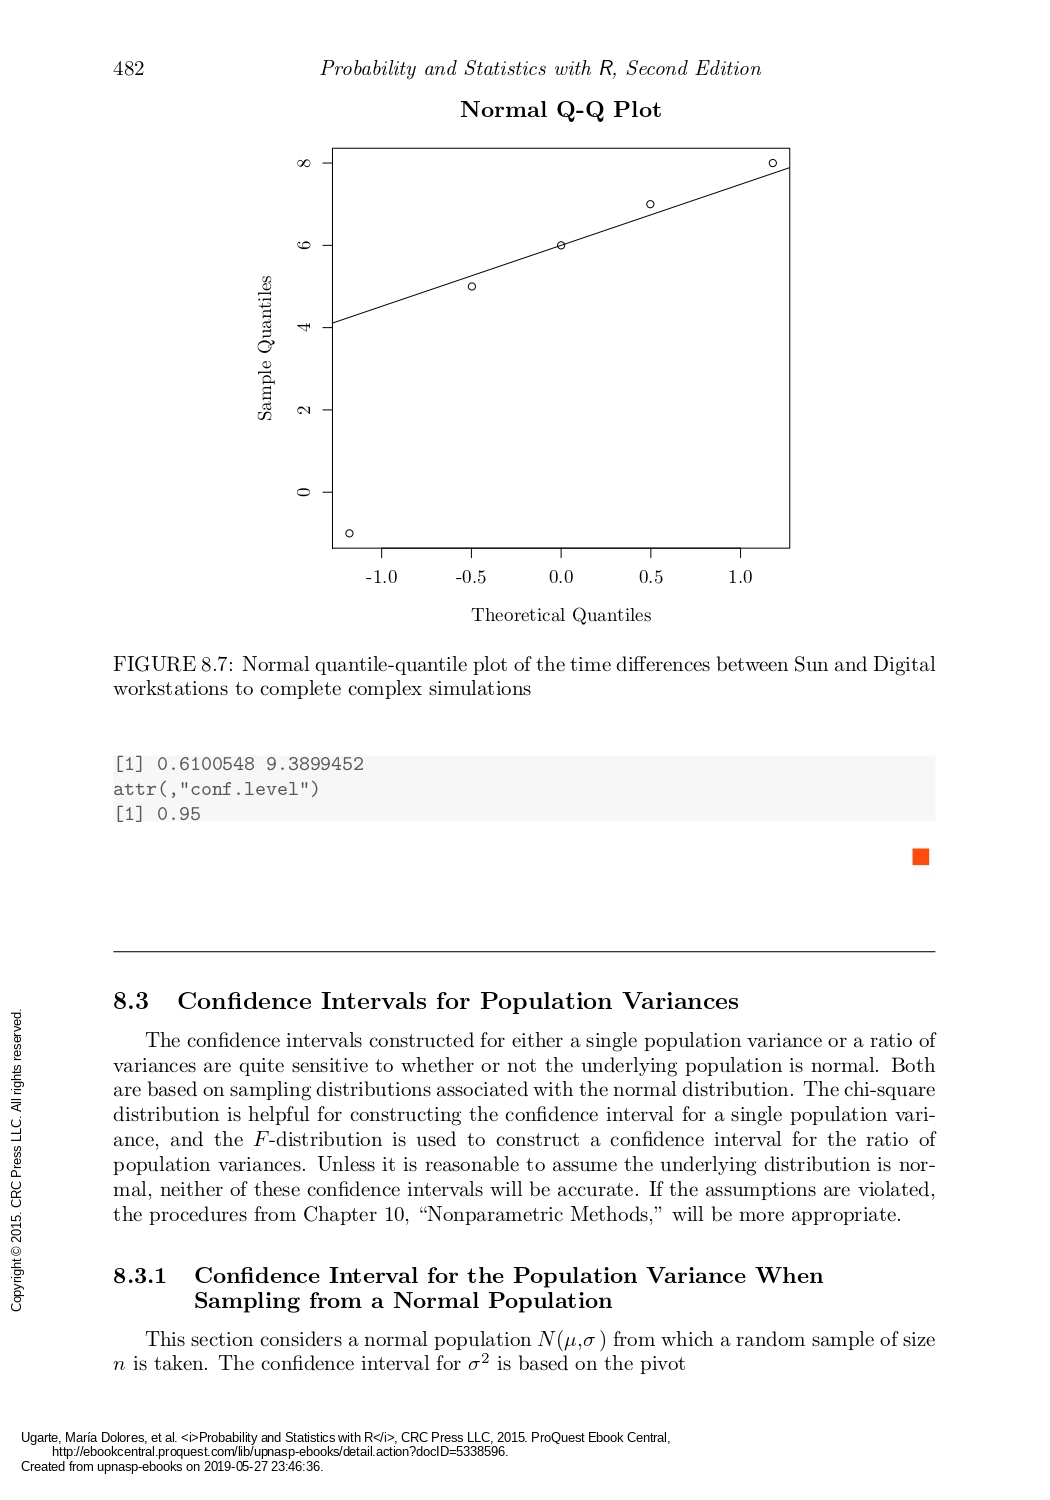 482
Probability and Statistics with R, Second Edition
Normal Q-Q Plot
8
6
4
2
0
Sample Quantiles
-1.0 -0.5 0.0 0.5 1.0
Theoretical Quantiles
FIGURE 8.7: Normal quantile-quantile plot of the time differences between Sun and Digital
workstations to complete complex simulations
[1] 0.6100548 9.3899452
attr(,"conf.level")
[1] 0.95
8.3 Confidence Intervals for Population Variances
The confidence intervals constructed for either a single population variance or a ratio of
variances are quite sensitive to whether or not the underlying population is normal. Both
are based on sampling distributions associated with the normal distribution. The chi-square
distribution is helpful for constructing the confidence interval for a single population vari-
ance, and the F-distribution is used to construct a confidence interval for the ratio of
population variances. Unless it is reasonable to assume the underlying distribution is nor-
mal, neither of these confidence intervals will be accurate. If the assumptions are violated,
the procedures from Chapter 10, “Nonparametric Methods,” will be more appropriate.
8.3.1 Confidence Interval for the Population Variance When
Sampling from a Normal Population
This section considers a normal population N(μ,σ) from which a random sample of size
n is taken. The confidence interval for σ² is based on the pivot
Copyright © 2015. CRC Press LLC. All rights reserved.
Ugarte, María Dolores, et al. <i>Probability and Statistics with R</i>, CRC Press LLC, 2015. ProQuest Ebook Central,
http://ebookcentral.proquest.com/lib/upnasp-ebooks/detail.action?docID=5338596.
Created from upnasp-ebooks on 2019-05-27 23:46:36.